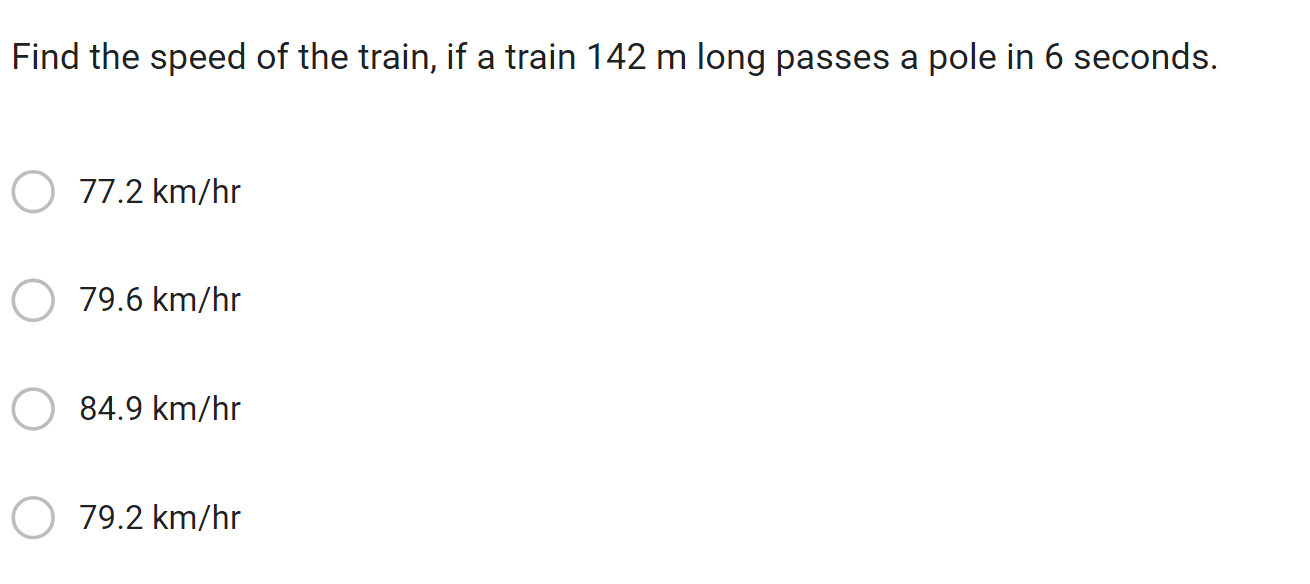 Find the speed of the train, if a train 142 m long passes a pole in 6 seconds.
77.2 km/hr
79.6 km/hr
84.9 km/hr
79.2 km/hr